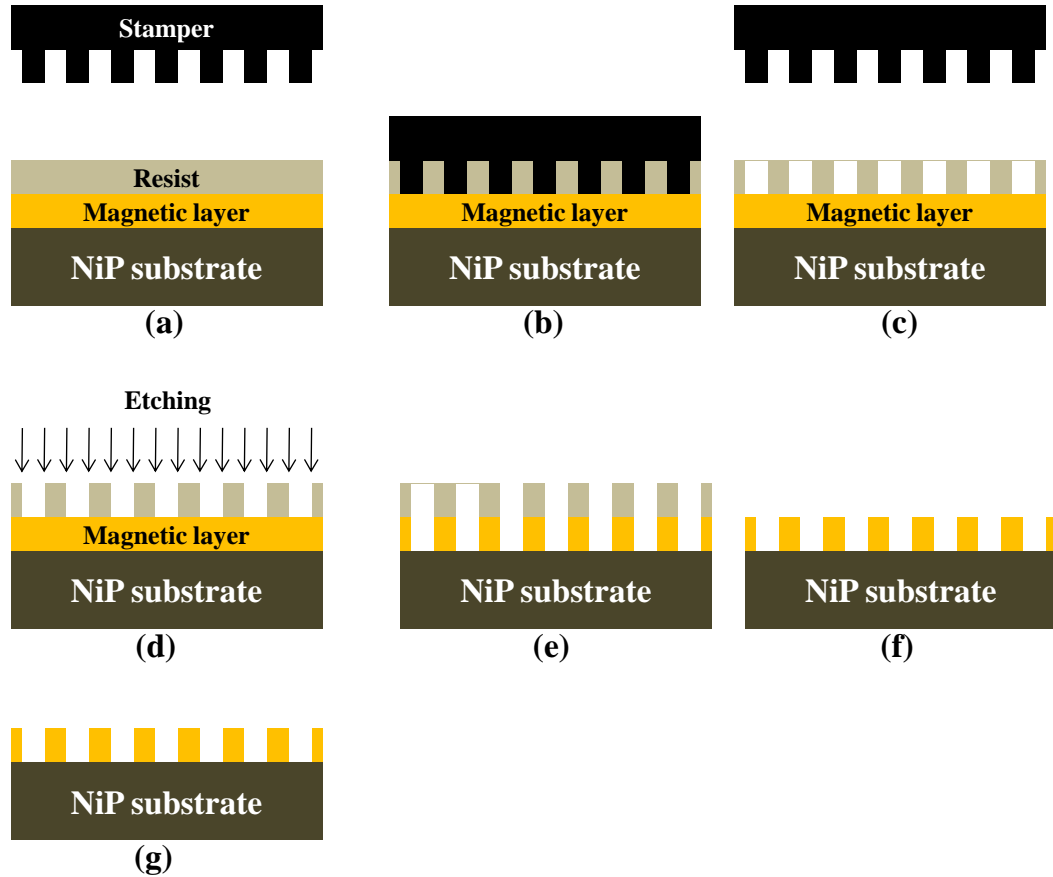 Stamper
Resist
Magnetic layer
NiP substrate
(a)
Magnetic layer
NiP substrate
(b)
Magnetic layer
NiP substrate
(c)
Etching
Magnetic layer
NiP substrate
(d)
NiP substrate
(e)
NiP substrate
(f)
NiP substrate
(g)